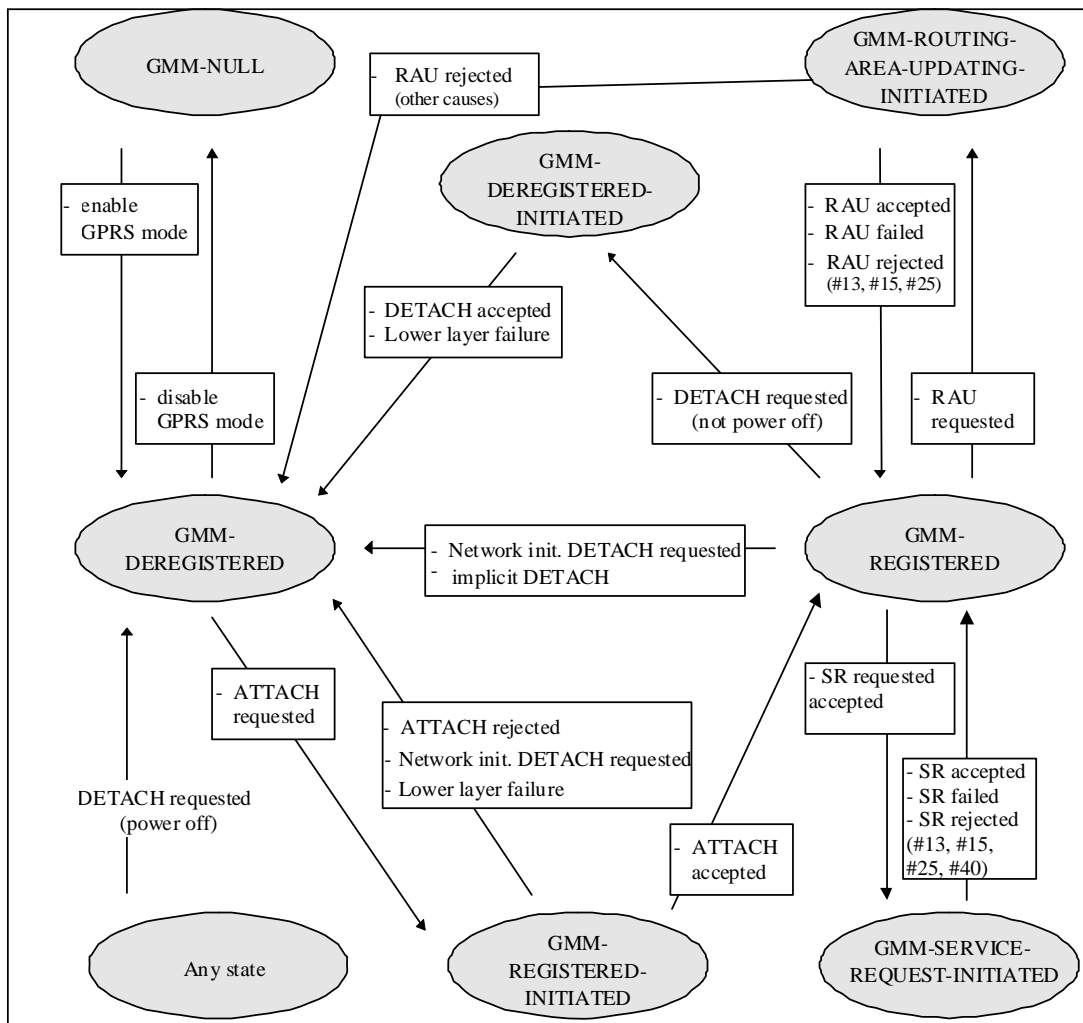 GMM-NULL
GMM-ROUTING-
AREA-UPDATING-
INITIATED
- RAU rejected
(other causes)
GMM-
DEREGISTERED-
INITIATED
- enable
GPRS mode
- RAU accepted
- RAU failed
- RAU rejected
(#13, #15, #25)
- DETACH accepted
- Lower layer failure
- disable
GPRS mode
- DETACH requested
(not power off)
- RAU
requested
GMM-
DEREGISTERED
- Network init. DETACH requested
- implicit DETACH
GMM-
REGISTERED
- ATTACH
requested
- ATTACH rejected
- Network init. DETACH requested
- Lower layer failure
- SR requested
accepted
DETACH requested
(power off)
- ATTACH
accepted
- SR accepted
- SR failed
- SR rejected
(#13, #15,
#25, #40)
Any state
GMM-
REGISTERED-
INITIATED
GMM-SERVICE-
REQUEST-INITIATED